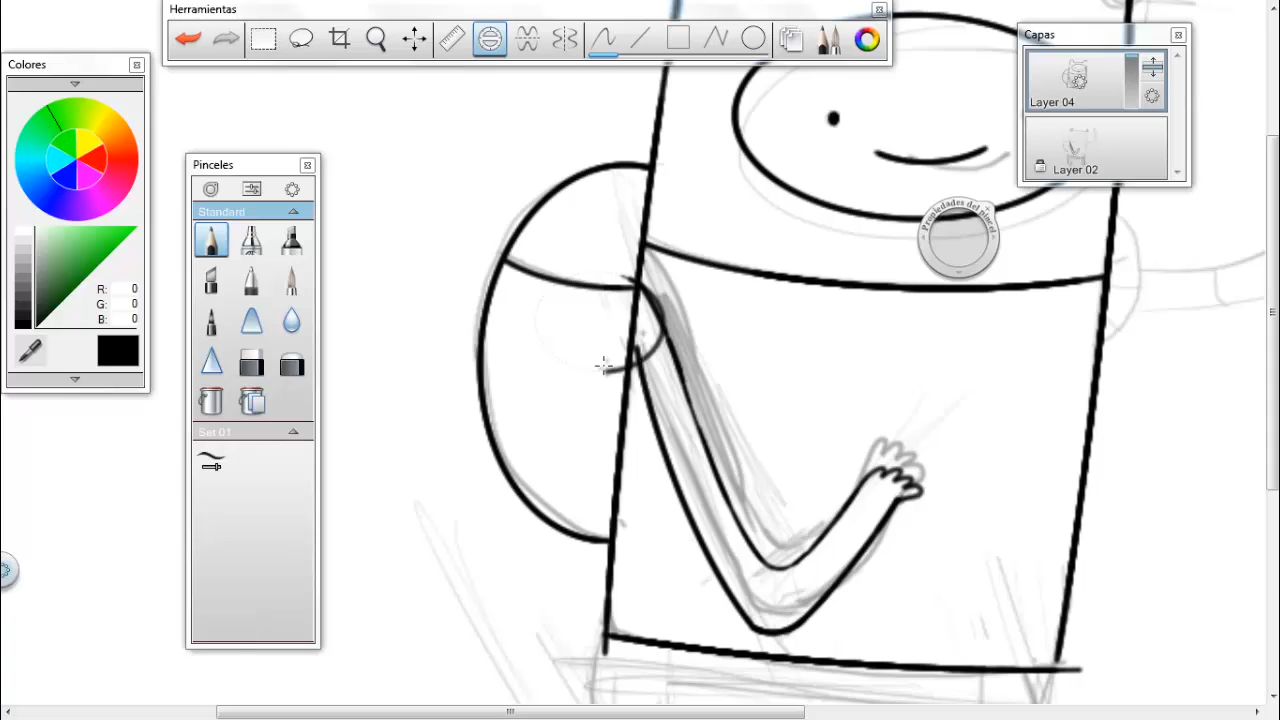 Herramientas
Colores
Capas
Layer 04
Layer 02
Pinceles
Standard
Propiedades del pincel
R: 0
G: 0
B: 0
Set 01